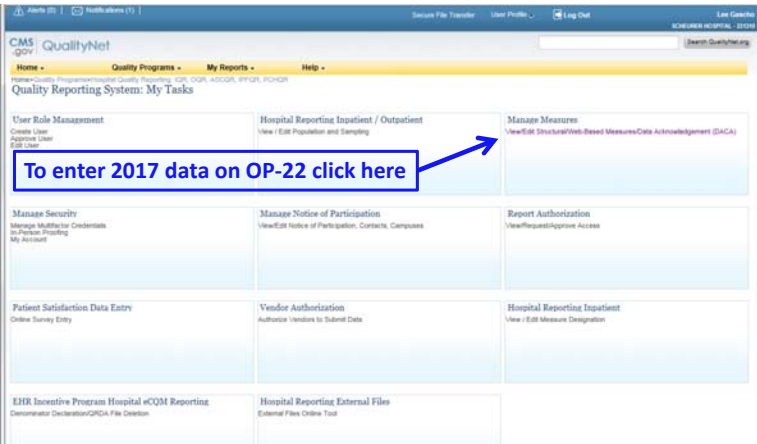 Alerts (0) | Notifications (1) |
Secure File Transfer User Profile Log Out Lee Gascho
SCHEURER HOSPITAL - 231310
CMS.gov | QualityNet
Search QualityNet.org
Home Quality Programs My Reports Help
Home>Quality Programs>Hospital Quality Reporting: IQR, OQR, ASCQR, IPFQR, PCHQR
Quality Reporting System: My Tasks
User Role Management
Create User
Approve User
Edit User
Hospital Reporting Inpatient / Outpatient
View / Edit Population and Sampling
Manage Measures
View/Edit Structural/Web-Based Measures/Data Acknowledgement (DACA)
To enter 2017 data on OP-22 click here
Manage Security
Manage Multifactor Credentials
In-Person Proofing
My Account
Manage Notice of Participation
View/Edit Notice of Participation, Contacts, Campuses
Report Authorization
View/Request/Approve Access
Patient Satisfaction Data Entry
Online Survey Entry
Vendor Authorization
Authorize Vendors to Submit Data
Hospital Reporting Inpatient
View / Edit Measure Designation
EHR Incentive Program Hospital eCQM Reporting
Denominator Declaration/QRDA File Deletion
Hospital Reporting External Files
External Files Online Tool